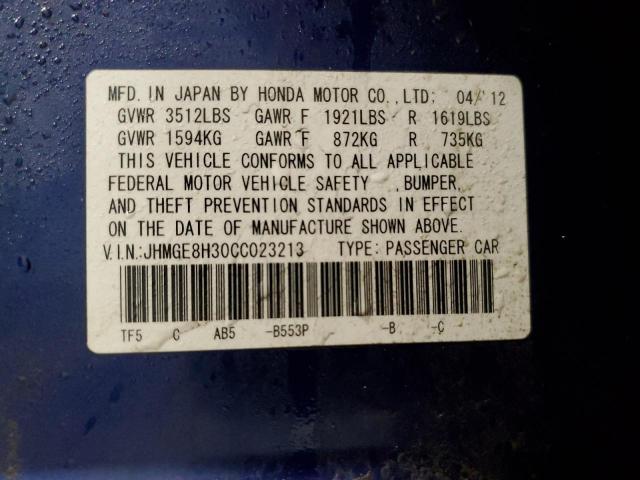 MFD. IN JAPAN BY HONDA MOTOR CO., LTD: 04/'12
GVWR 3512LBS GAWR F 1921LBS R 1619LBS
GVWR 1594KG GAWR F 872KG R 735KG
THIS VEHICLE CONFORMS TO ALL APPLICABLE
FEDERAL MOTOR VEHICLE SAFETY , BUMPER,
AND THEFT PREVENTION STANDARDS IN EFFECT
ON THE DATE OF MANUFACTURE SHOWN ABOVE.
V.I.N.:JHMGE8H30CC023213 TYPE: PASSENGER CAR
TF5 C AB5 -B553P -B -C